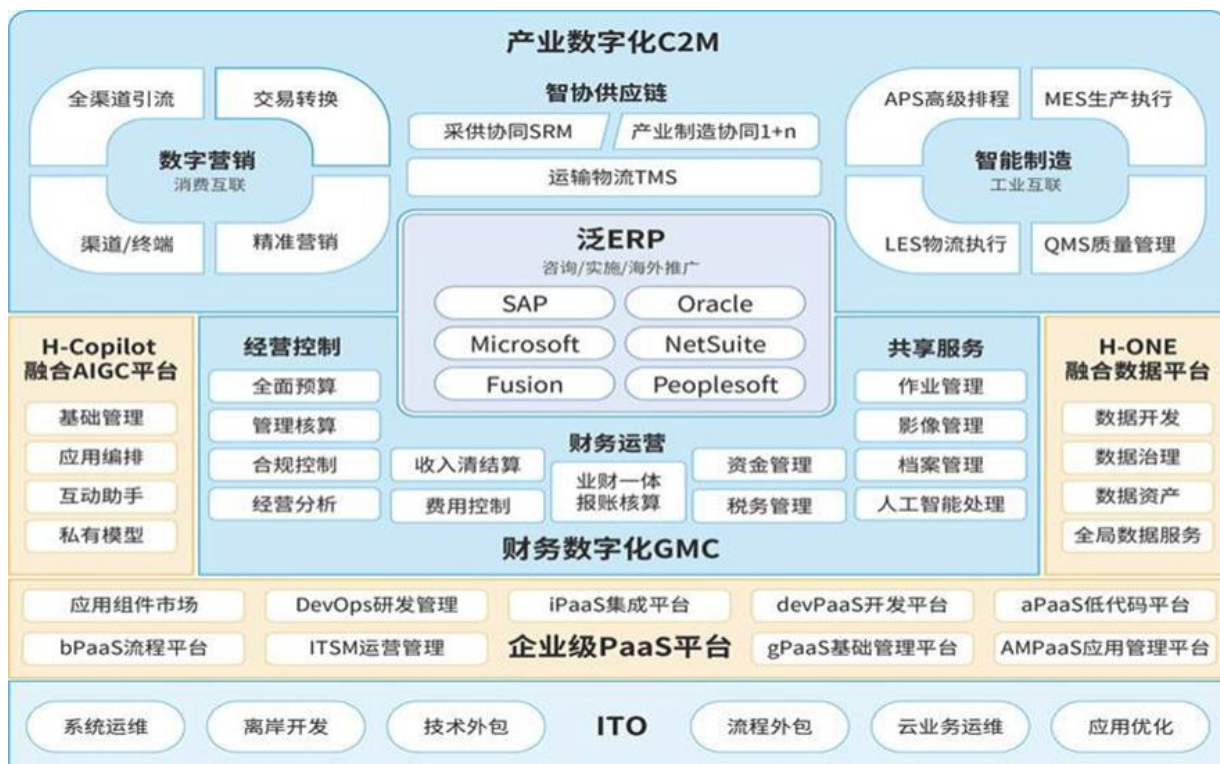 产业数字化C2M
全渠道引流
交易转换
数字营销
消费互联
渠道/终端
精准营销
智协供应链
采供协同SRM
产业制造协同1+n
运输物流TMS
APS高级排程
MES生产执行
智能制造
工业互联
LES物流执行
QMS质量管理
泛ERP
咨询/实施/海外推广
SAP
Oracle
Microsoft
NetSuite
Fusion
Peoplesoft
H-Copilot
融合AIGC平台
基础管理
应用编排
互动助手
私有模型
经营控制
全面预算
管理核算
合规控制
经营分析
财务运营
收入清结算
费用控制
业财一体
报账核算
资金管理
税务管理
共享服务
作业管理
影像管理
档案管理
人工智能处理
财务数字化GMC
H-ONE
融合数据平台
数据开发
数据治理
数据资产
全局数据服务
应用组件市场
DevOps研发管理
iPaaS集成平台
devPaaS开发平台
aPaaS低代码平台
bPaaS流程平台
ITSM运营管理
企业级PaaS平台
gPaaS基础管理平台
AMPaaS应用管理平台
系统运维
离岸开发
技术外包
ITO
流程外包
云业务运维
应用优化